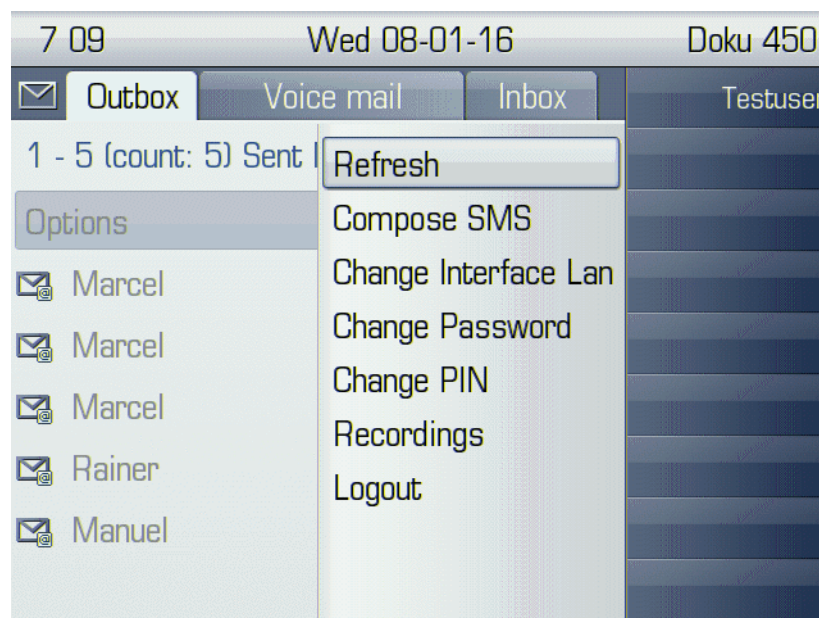 7 09 Wed 08-01-16 Doku 450
Outbox Voice mail Inbox Testuser
1 - 5 (count: 5) Sent
Refresh
Options
Compose SMS
Marcel
Change Interface Lan
Marcel
Change Password
Marcel
Change PIN
Rainer
Recordings
Manuel
Logout